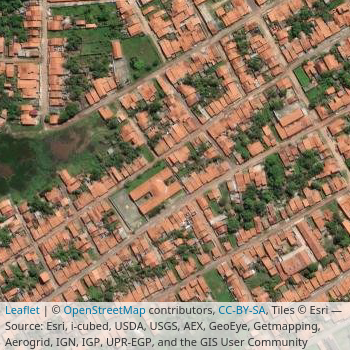 Leaflet | © OpenStreetMap contributors, CC-BY-SA, Tiles © Esri —
Source: Esri, i-cubed, USDA, USGS, AEX, GeoEye, Getmapping,
Aerogrid, IGN, IGP, UPR-EGP, and the GIS User Community